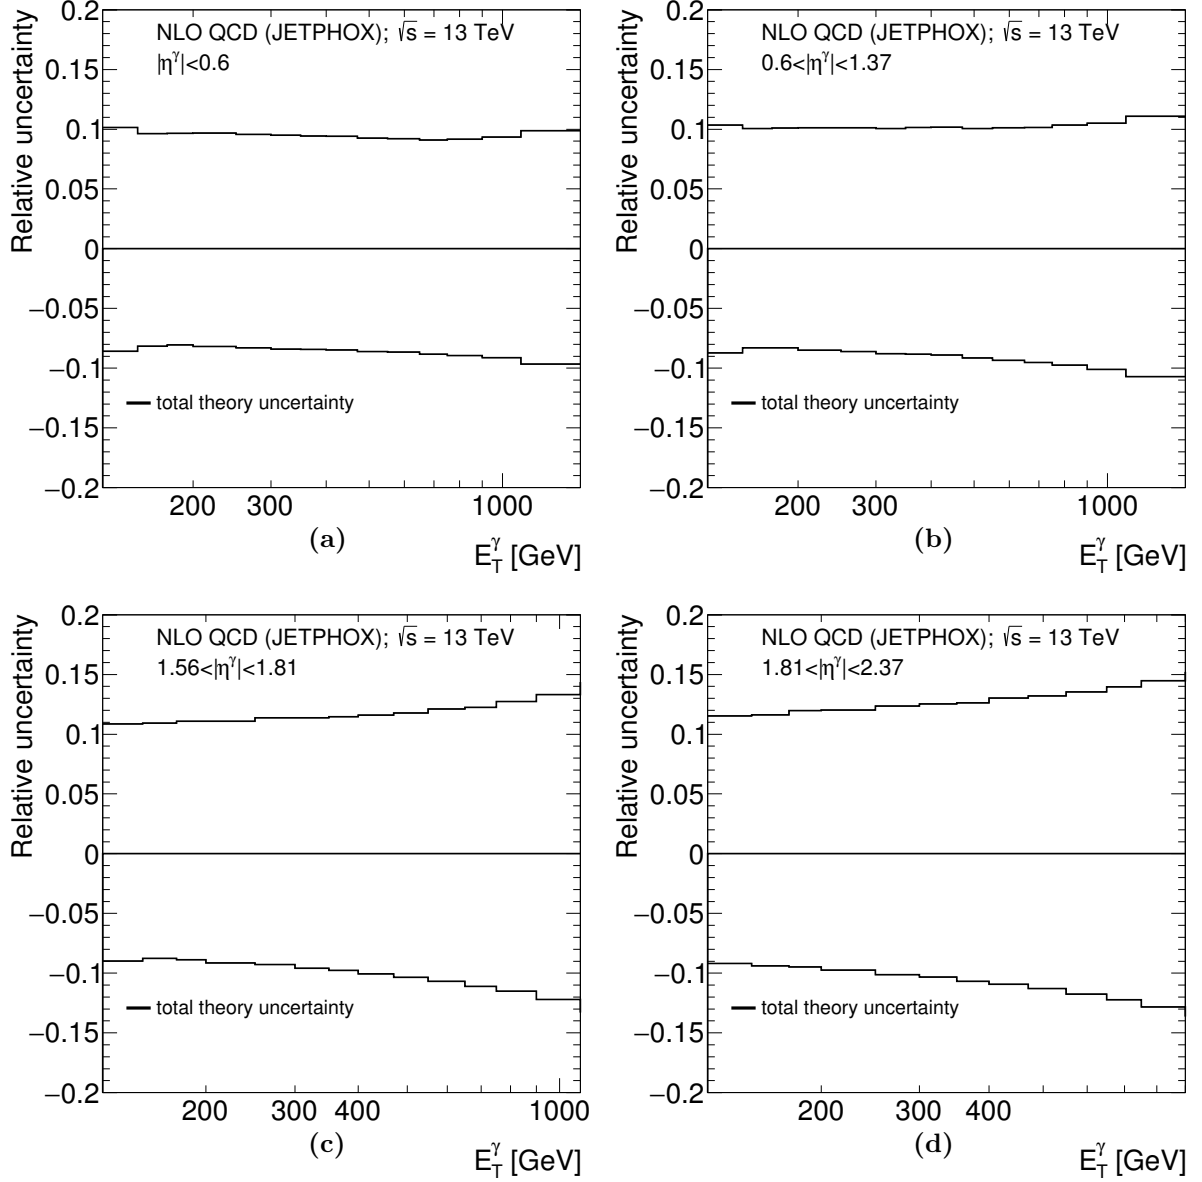 Relative uncertainty
0.2
0.15
0.1
0.05
0
−0.05
−0.1
−0.15
−0.2
NLO QCD (JETPHOX); √s = 13 TeV
|η^γ|<0.6
total theory uncertainty
200 300 1000
(a)
E_T^γ [GeV]
Relative uncertainty
0.2
0.15
0.1
0.05
0
−0.05
−0.1
−0.15
−0.2
NLO QCD (JETPHOX); √s = 13 TeV
0.6<|η^γ|<1.37
total theory uncertainty
200 300 1000
(b)
E_T^γ [GeV]
Relative uncertainty
0.2
0.15
0.1
0.05
0
−0.05
−0.1
−0.15
−0.2
NLO QCD (JETPHOX); √s = 13 TeV
1.56<|η^γ|<1.81
total theory uncertainty
200 300 400 1000
(c)
E_T^γ [GeV]
Relative uncertainty
0.2
0.15
0.1
0.05
0
−0.05
−0.1
−0.15
−0.2
NLO QCD (JETPHOX); √s = 13 TeV
1.81<|η^γ|<2.37
total theory uncertainty
200 300 400
(d)
E_T^γ [GeV]